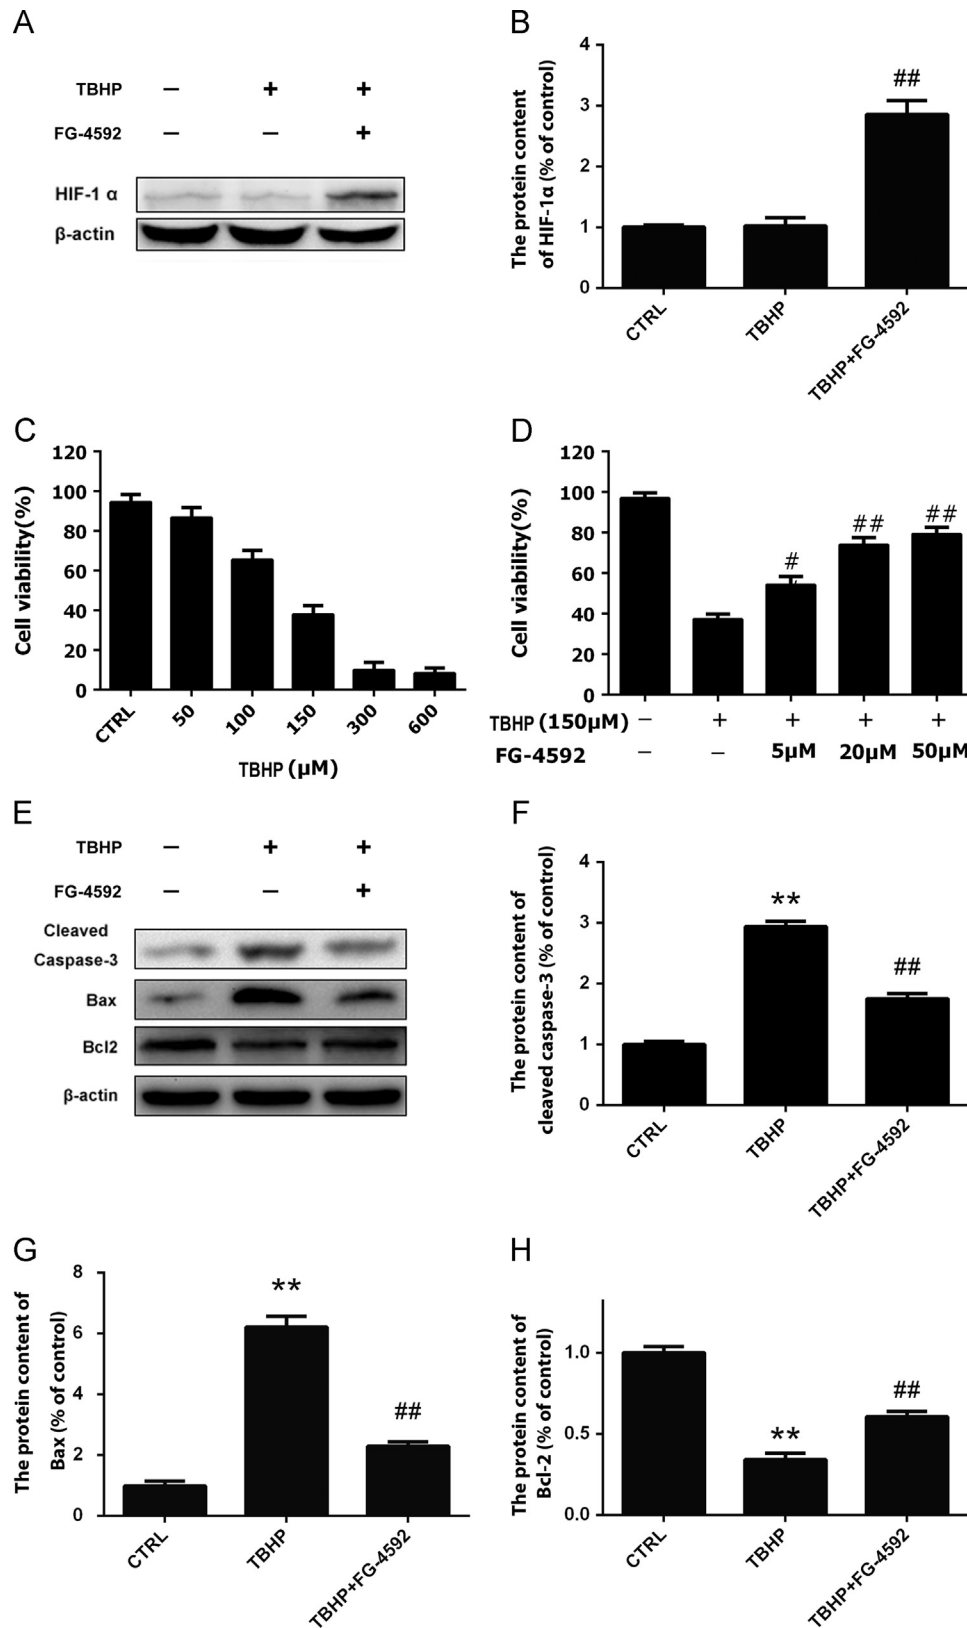 A
TBHP − + +
FG-4592 − − +
HIF-1 α
β-actin
B
The protein content
of HIF-1α (% of control)
4
3
2
1
0
##
CTRL
TBHP
TBHP+FG-4592
C
Cell viability(%)
120
100
80
60
40
20
0
CTRL
50
100
150
300
600
TBHP (μM)
D
Cell viability(%)
120
100
80
60
40
20
0
#
##
##
TBHP (150μM) − + + + +
FG-4592 − − 5μM 20μM 50μM
E
TBHP − + +
FG-4592 − − +
Cleaved
Caspase-3
Bax
Bcl2
β-actin
F
The protein content of
cleaved caspase-3 (% of control)
4
3
2
1
0
**
##
CTRL
TBHP
TBHP+FG-4592
G
The protein content of
Bax (% of control)
8
6
4
2
0
**
##
CTRL
TBHP
TBHP+FG-4592
H
The protein content of
Bcl-2 (% of control)
1.0
0.5
0.0
**
##
CTRL
TBHP
TBHP+FG-4592